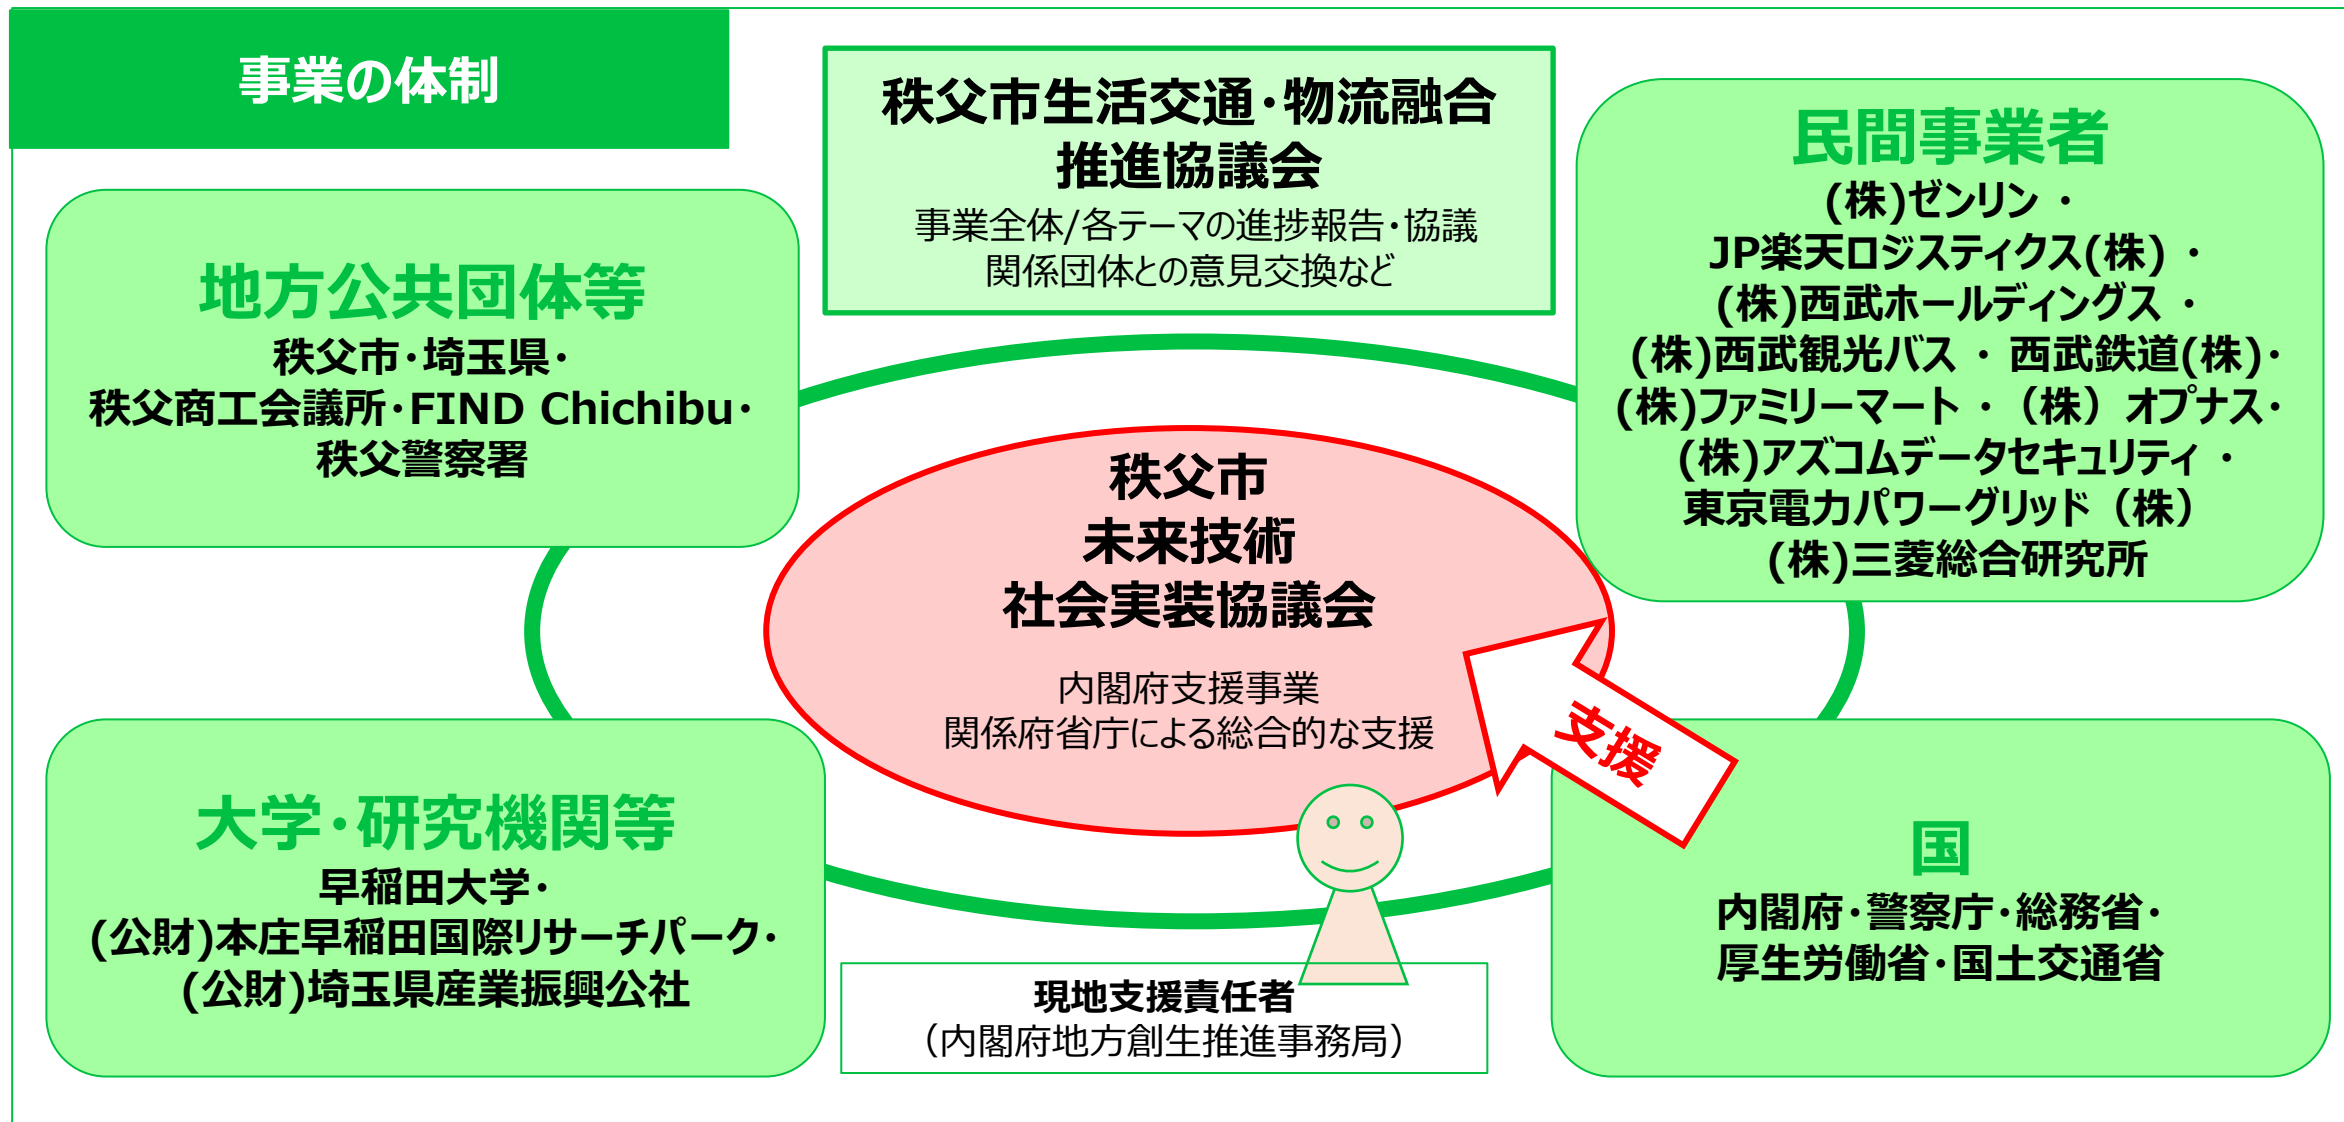 事業の体制
秩父市生活交通・物流融合
推進協議会
事業全体/各テーマの進捗報告・協議
関係団体との意見交換など
民間事業者
(株)ゼンリン ・
JP楽天ロジスティクス(株) ・
(株)西武ホールディングス ・
(株)西武観光バス ・ 西武鉄道(株)・
(株)ファミリーマート ・（株）オプナス・
(株)アズコムデータセキュリティ ・
東京電力パワーグリッド（株）
(株)三菱総合研究所
地方公共団体等
秩父市・埼玉県・
秩父商工会議所・FIND Chichibu・
秩父警察署
秩父市
未来技術
社会実装協議会
内閣府支援事業
関係府省庁による総合的な支援
支援
大学・研究機関等
早稲田大学・
(公財)本庄早稲田国際リサーチパーク・
(公財)埼玉県産業振興公社
国
内閣府・警察庁・総務省・
厚生労働省・国土交通省
現地支援責任者
（内閣府地方創生推進事務局）